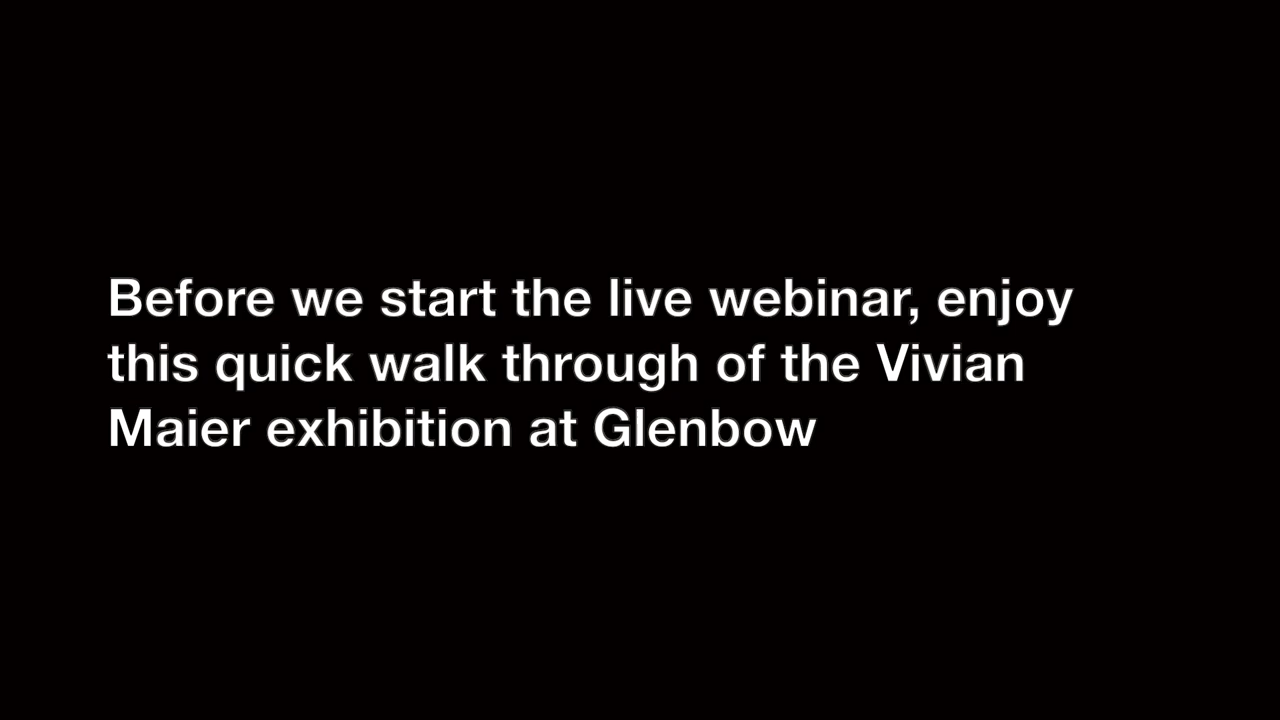 Before we start the live webinar, enjoy
this quick walk through of the Vivian
Maier exhibition at Glenbow